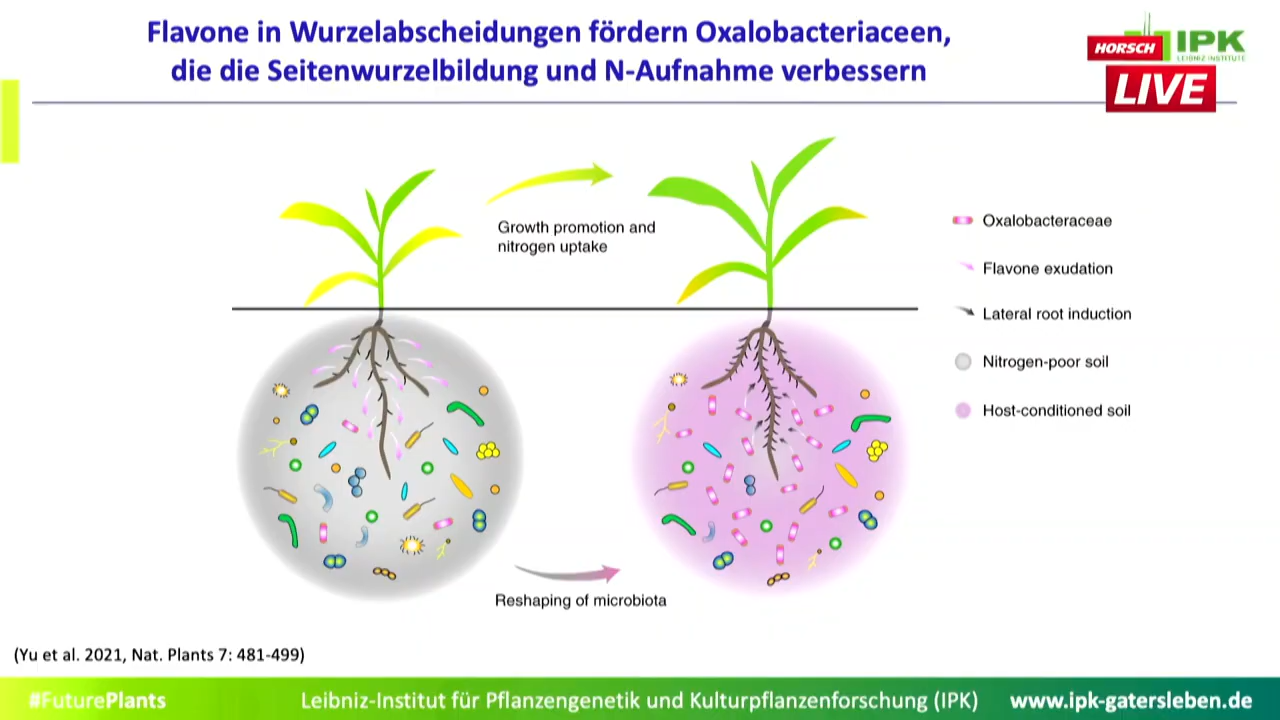 Flavone in Wurzelabscheidungen fördern Oxalobacteriaceen,
die die Seitenwurzelbildung und N-Aufnahme verbessern
HORSCH
LIVE
IPK
LEIBNIZ INSTITUTE
Growth promotion and
nitrogen uptake
Oxalobacteraceae
Flavone exudation
Lateral root induction
Nitrogen-poor soil
Host-conditioned soil
Reshaping of microbiota
(Yu et al. 2021, Nat. Plants 7: 481-499)
#FuturePlants
Leibniz-Institut für Pflanzengenetik und Kulturpflanzenforschung (IPK)
www.ipk-gatersleben.de